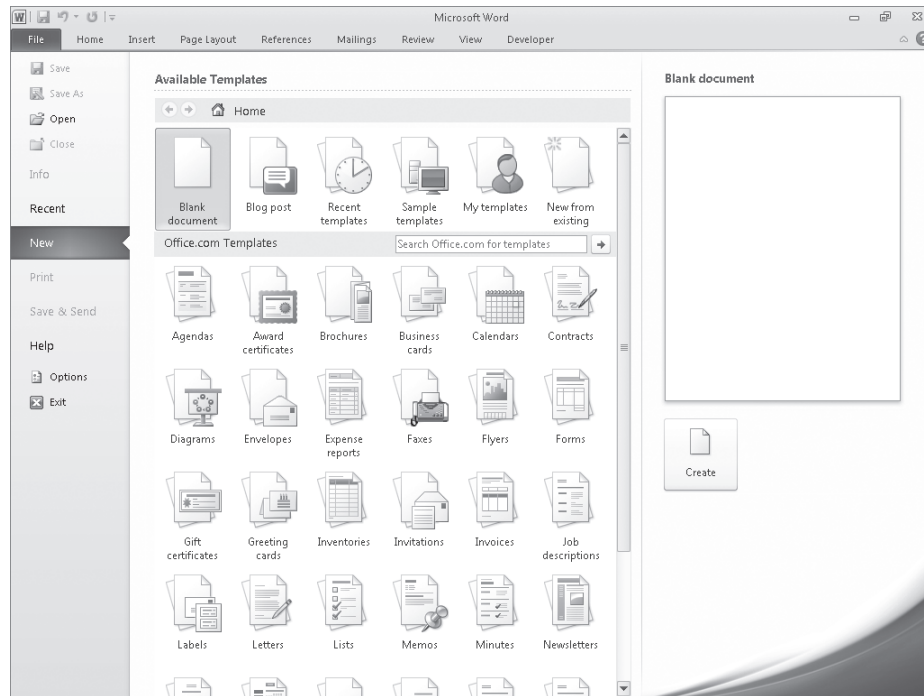 Microsoft Word
File Home Insert Page Layout References Mailings Review View Developer
Save
Save As
Open
Close
Info
Recent
New
Print
Save & Send
Help
Options
Exit
Available Templates
Home
Blank document
Blog post
Recent templates
Sample templates
My templates
New from existing
Office.com Templates
Search Office.com for templates
Agendas
Award certificates
Brochures
Business cards
Calendars
Contracts
Diagrams
Envelopes
Expense reports
Faxes
Flyers
Forms
Gift certificates
Greeting cards
Inventories
Invitations
Invoices
Job descriptions
Labels
Letters
Lists
Memos
Minutes
Newsletters
Blank document
Create